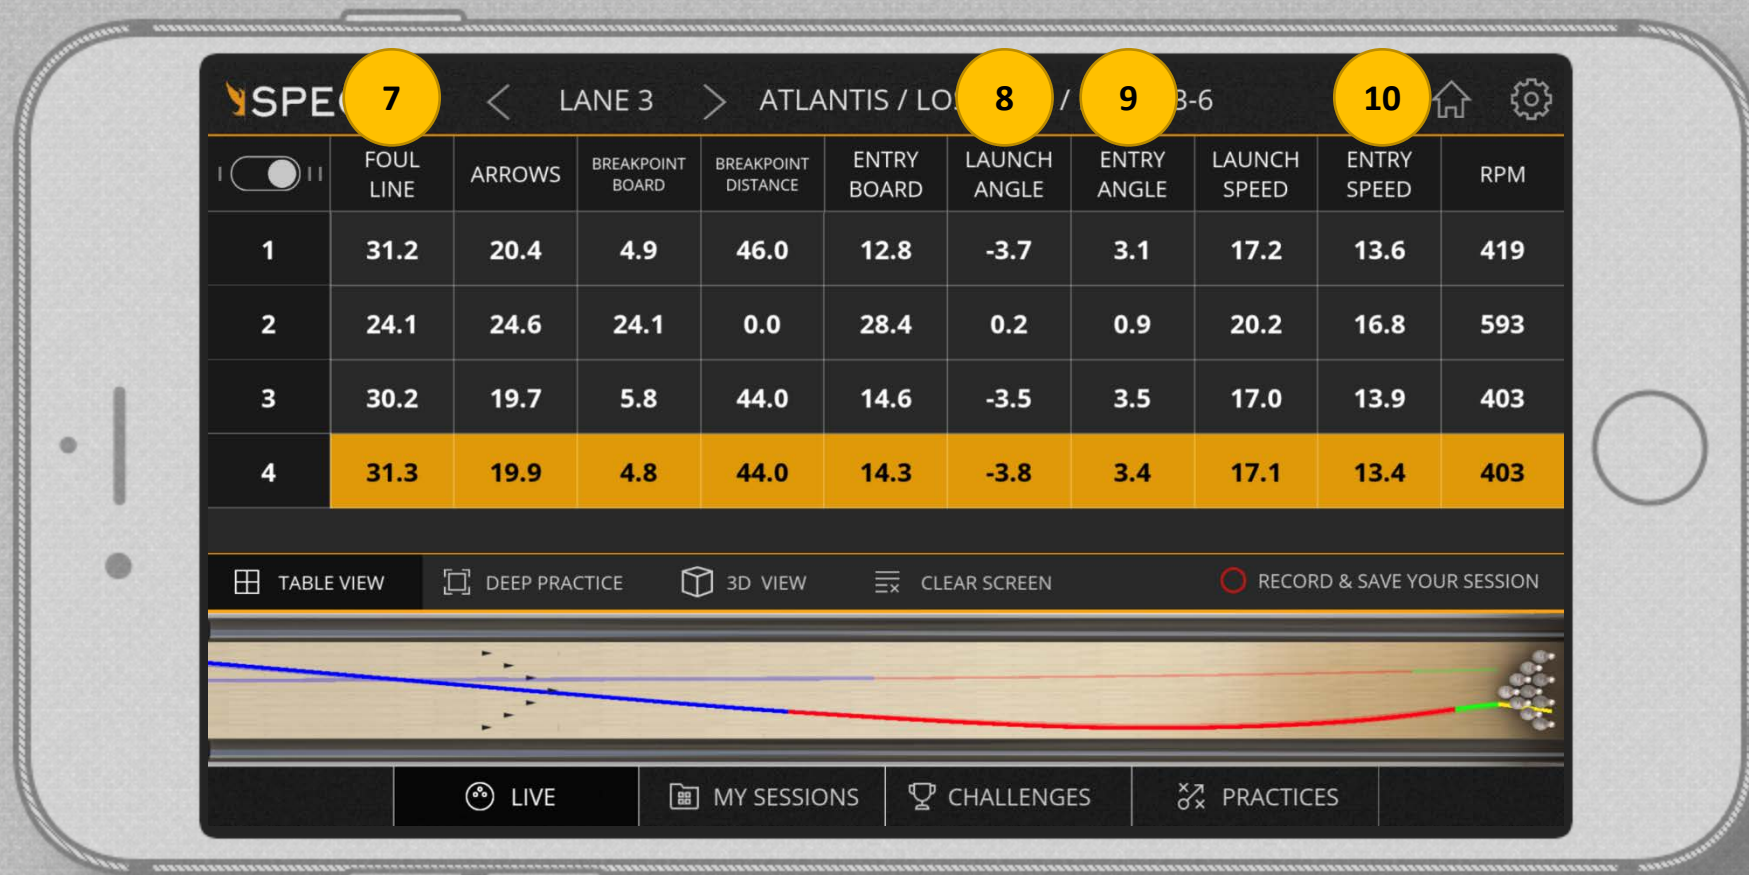 7 8 9 10
SPE < LANE 3 > ATLANTIS / LO / 3-6
FOUL LINE ARROWS BREAKPOINT BOARD BREAKPOINT DISTANCE ENTRY BOARD LAUNCH ANGLE ENTRY ANGLE LAUNCH SPEED ENTRY SPEED RPM
1 31.2 20.4 4.9 46.0 12.8 -3.7 3.1 17.2 13.6 419
2 24.1 24.6 24.1 0.0 28.4 0.2 0.9 20.2 16.8 593
3 30.2 19.7 5.8 44.0 14.6 -3.5 3.5 17.0 13.9 403
4 31.3 19.9 4.8 44.0 14.3 -3.8 3.4 17.1 13.4 403
TABLE VIEW DEEP PRACTICE 3D VIEW CLEAR SCREEN RECORD & SAVE YOUR SESSION
LIVE MY SESSIONS CHALLENGES PRACTICES